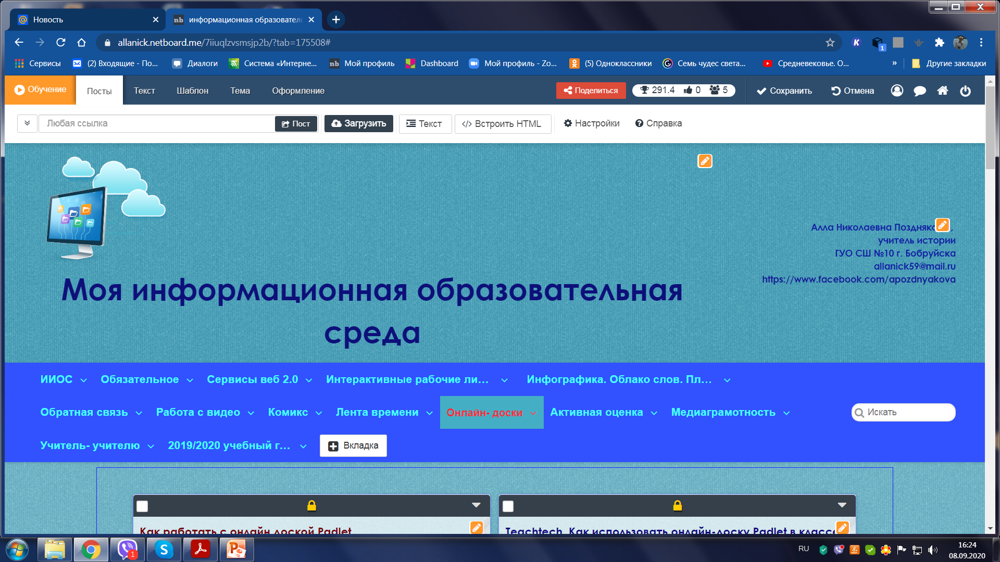 Новость
информационная образователь
allanick.netboard.me/7iiuqlzvsmsjp2b/?tab=175508#
Сервисы
(2) Входящие - По...
Диалоги
Система «Интерне...
Мой профиль
Dashboard
Мой профиль - Zo...
(5) Одноклассники
Семь чудес света...
Средневековье. О...
»
Другие закладки
Обучение
Посты
Текст
Шаблон
Тема
Оформление
Поделиться
291.4
0
5
Сохранить
Отмена
Любая ссылка
Пост
Загрузить
Текст
</> Встроить HTML
Настройки
Справка
Алла Николаевна
учитель истории
ГУО СШ №10 г. Бобруйска
allanick59@mail.ru
https://www.facebook.com/apozdnyakova
Моя информационная образовательная
среда
ИИОС
Обязательное
Сервисы веб 2.0
Интерактивные рабочие ли...
Инфографика. Облако слов. Пл...
Обратная связь
Работа с видео
Комикс
Лента времени
Онлайн- доски
Активная оценка
Медиаграмотность
Искать
Учитель- учителю
2019/2020 учебный г...
Вкладка
Как работать с онлайн доской Padlet
Teachtech. Как использовать онлайн-доску Padlet в классе
RU
16:24
08.09.2020
1
1